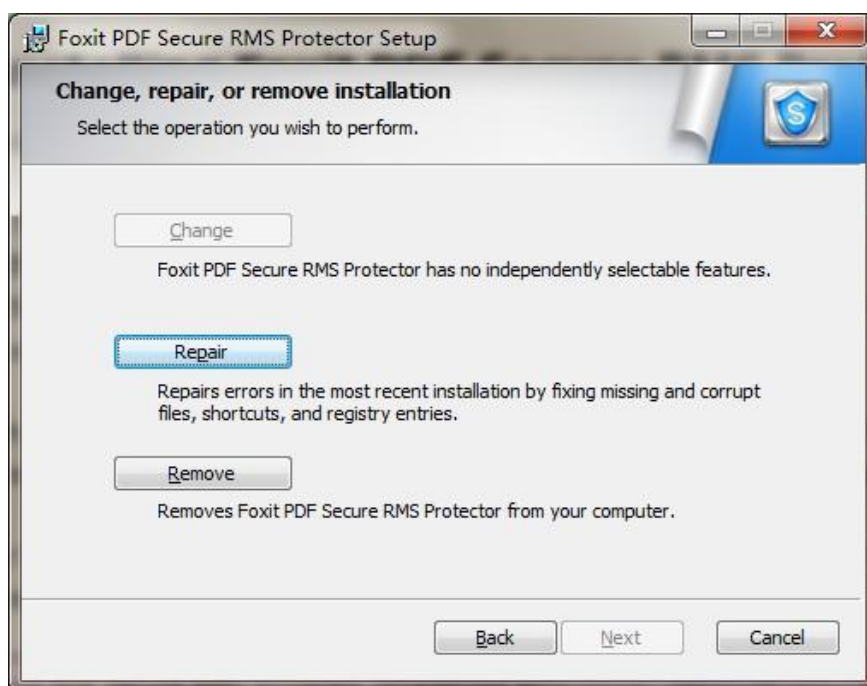 Foxit PDF Secure RMS Protector Setup
Change, repair, or remove installation
Select the operation you wish to perform.
S
Change
Foxit PDF Secure RMS Protector has no independently selectable features.
Repair
Repairs errors in the most recent installation by fixing missing and corrupt
files, shortcuts, and registry entries.
Remove
Removes Foxit PDF Secure RMS Protector from your computer.
Back Next Cancel